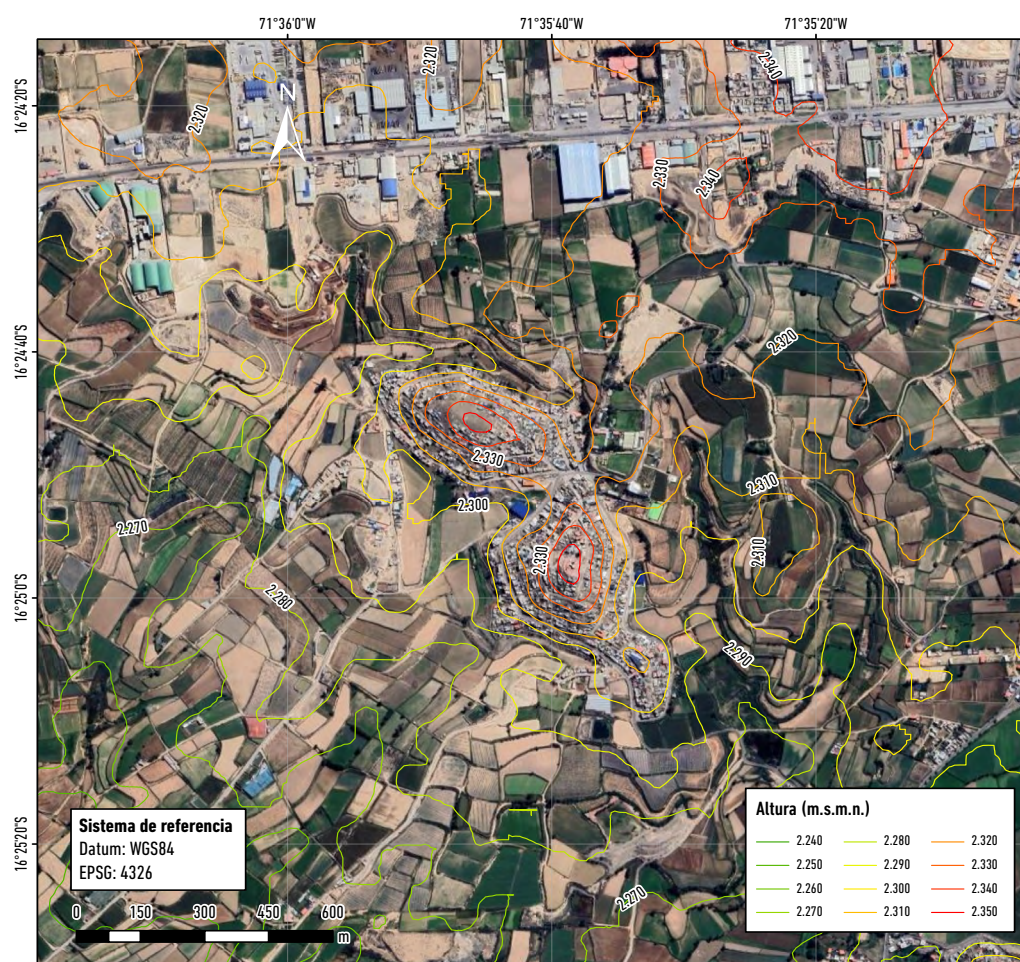 71°36'0"W
71°35'40"W
71°35'20"W
16°24'20"S
16°24'40"S
16°25'0"S
16°25'20"S
N
2.320
2.320
2.340
2.330
2.340
2.320
2.330
2.310
2.300
2.270
2.330
2.310
2.280
2.290
2.270
Sistema de referencia
Datum: WGS84
EPSG: 4326
0 150 300 450 600
m
Altura (m.s.m.n.)
2.240 2.280 2.320
2.250 2.290 2.330
2.260 2.300 2.340
2.270 2.310 2.350